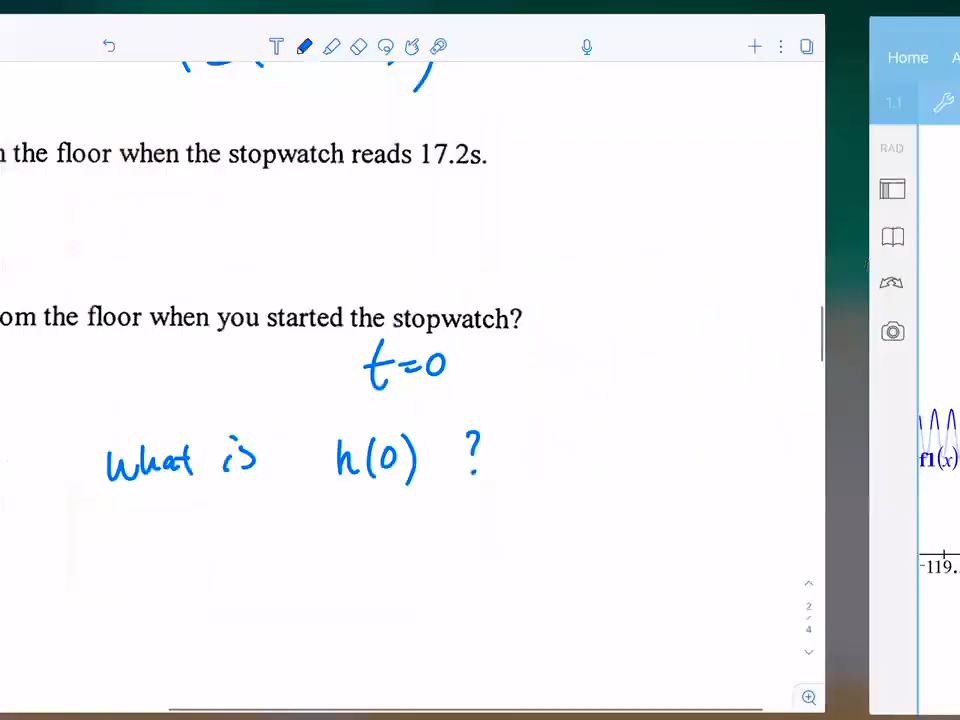 Home
1.1
RAD
n the floor when the stopwatch reads 17.2s.
om the floor when you started the stopwatch?
t=0
what is h(0) ?
f1(x)
-119.
2
4